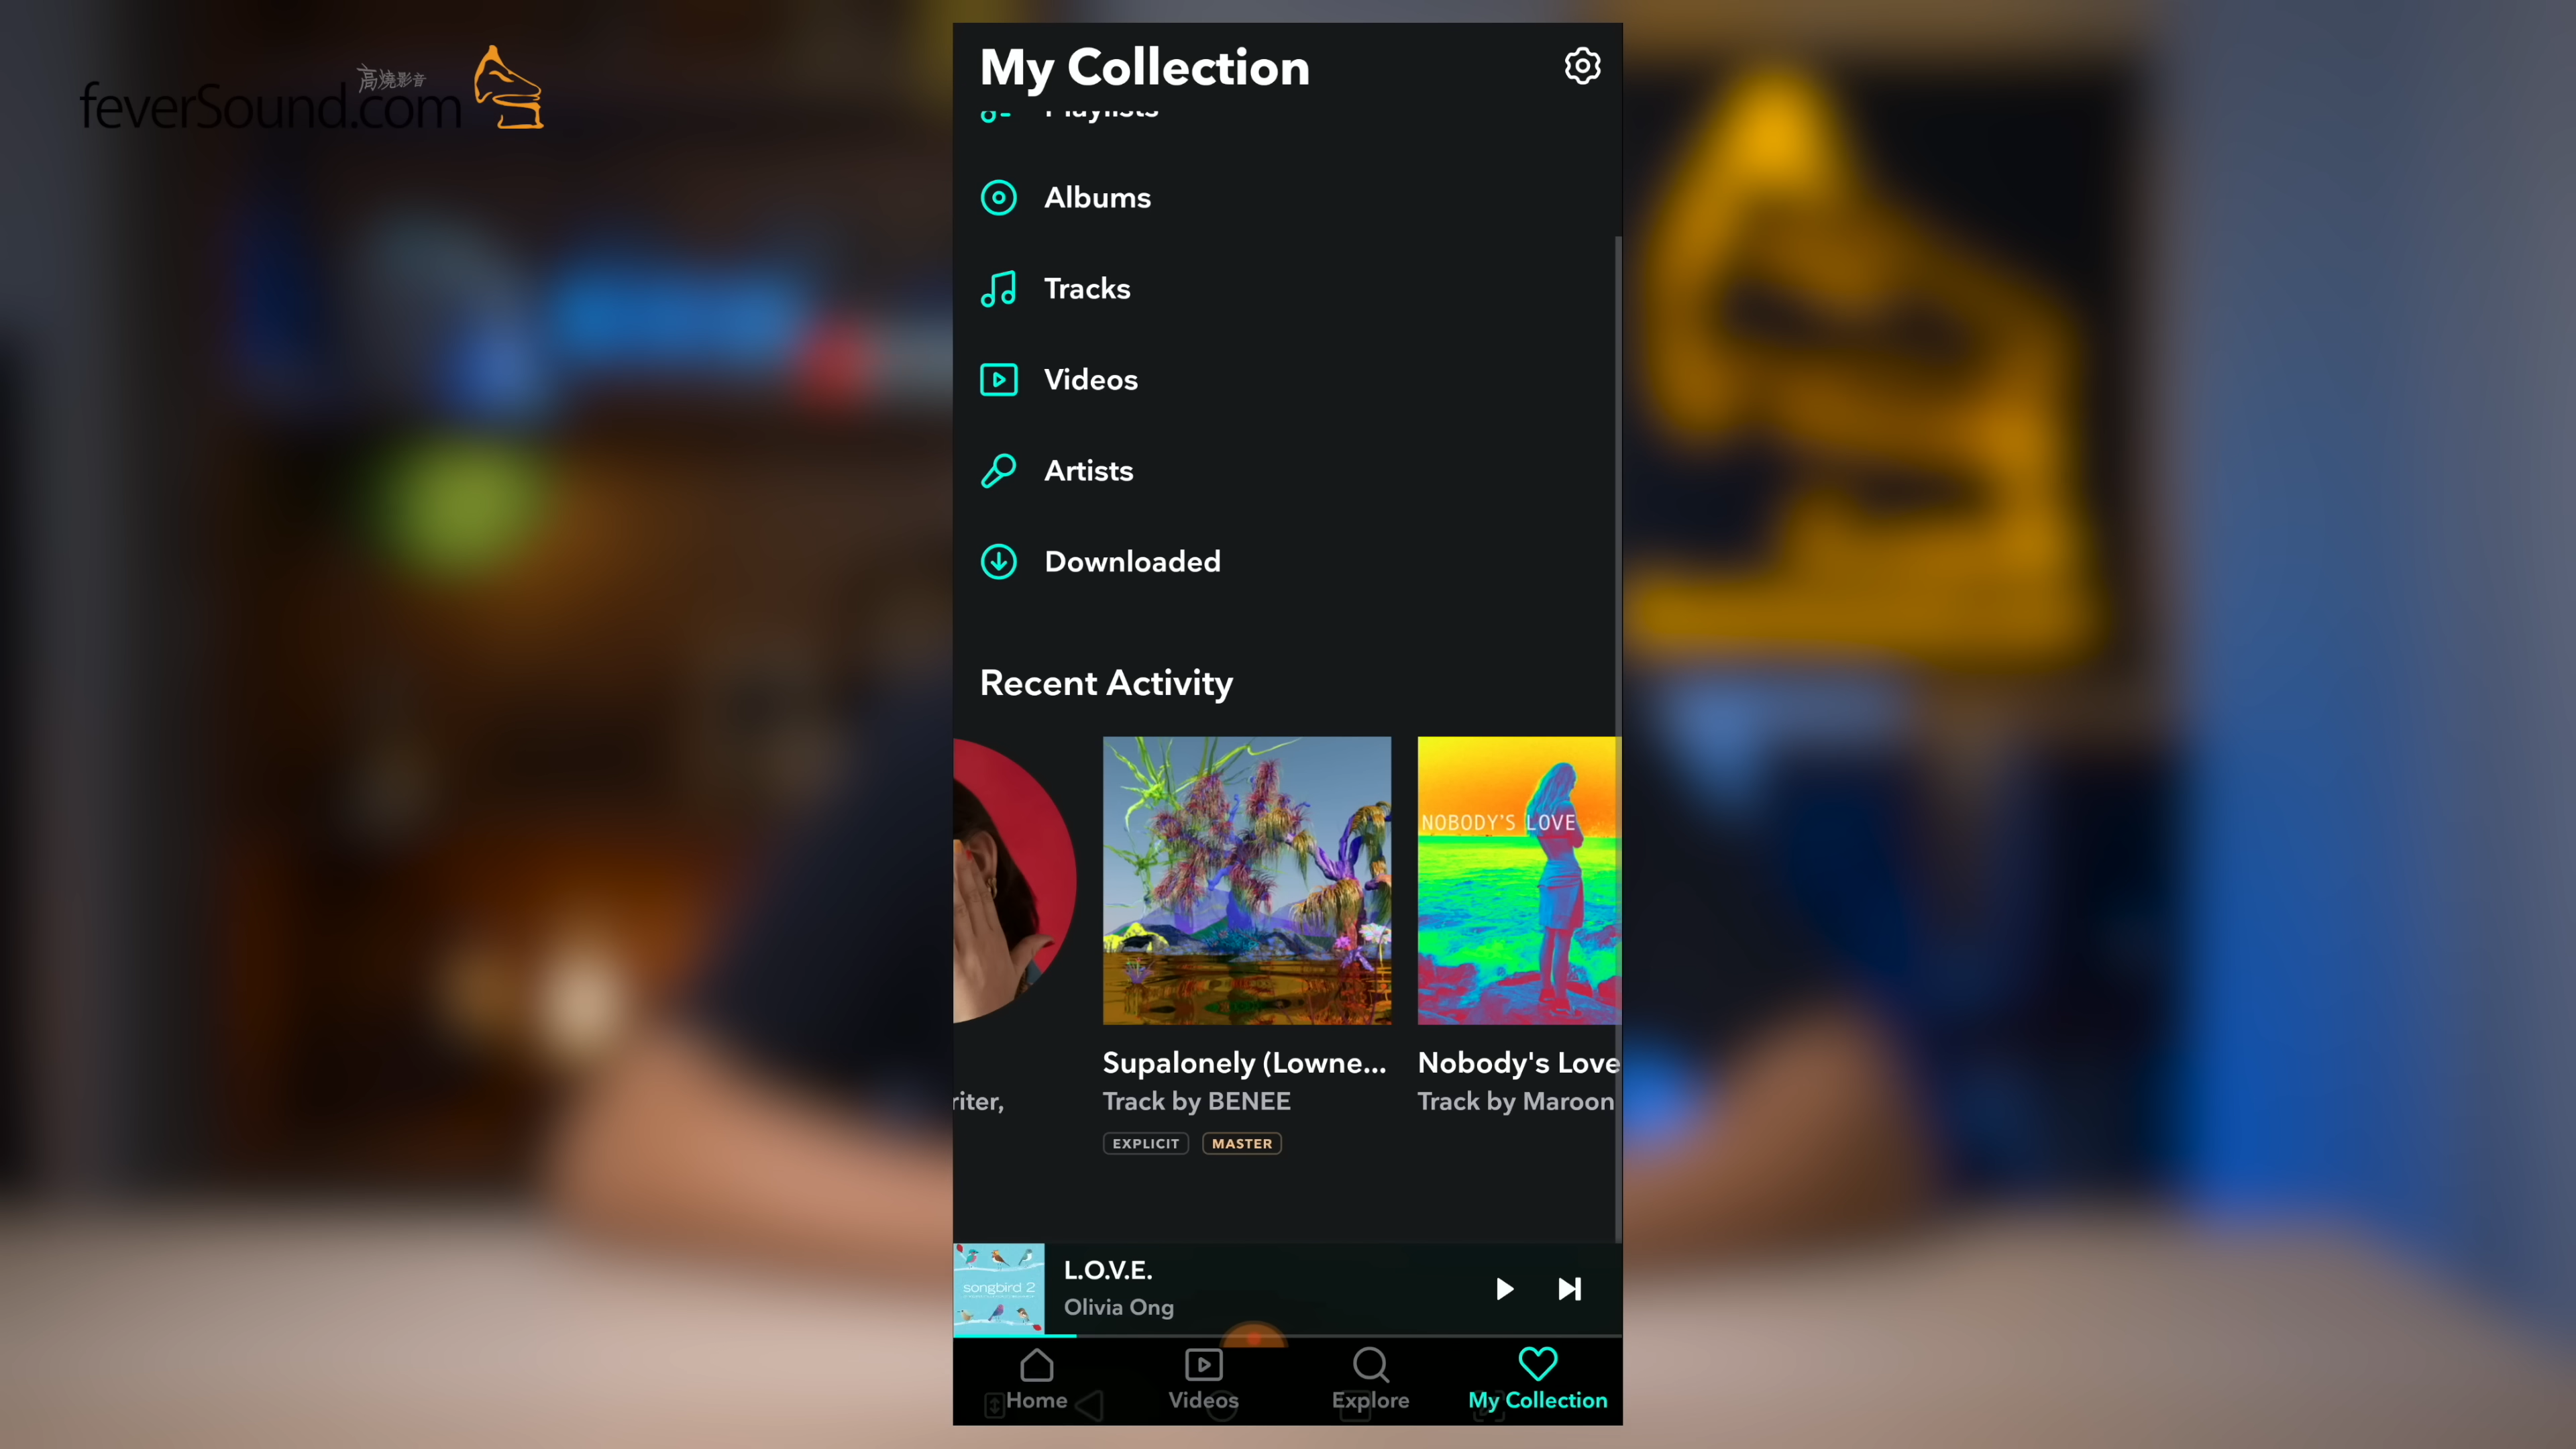 高燒影音
feverSound.com
My Collection
Playlists
Albums
Tracks
Videos
Artists
Downloaded
Recent Activity
NOBODY'S LOVE
Supalonely (Lowne...
Nobody's Love
riter,
Track by BENEE
Track by Maroon
EXPLICIT
MASTER
songbird 2
L.O.V.E.
Olivia Ong
Home
Videos
Explore
My Collection